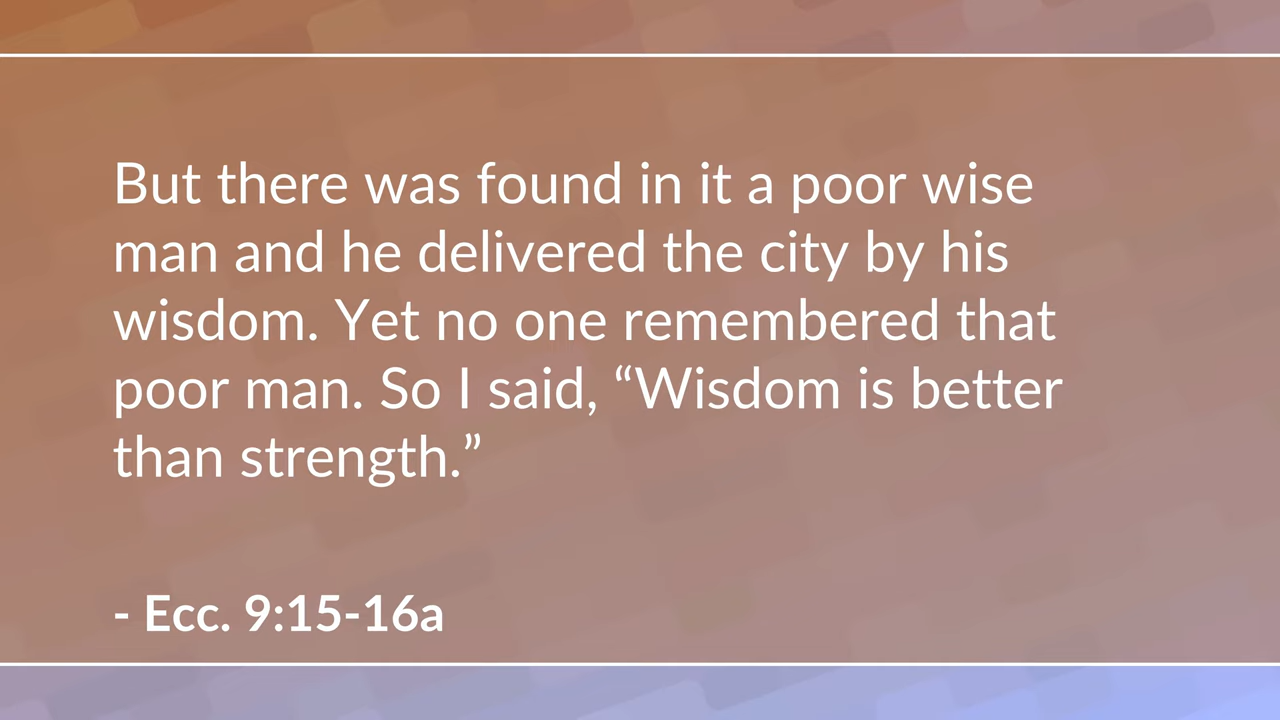 But there was found in it a poor wise
man and he delivered the city by his
wisdom. Yet no one remembered that
poor man. So I said, “Wisdom is better
than strength.”
- Ecc. 9:15-16a